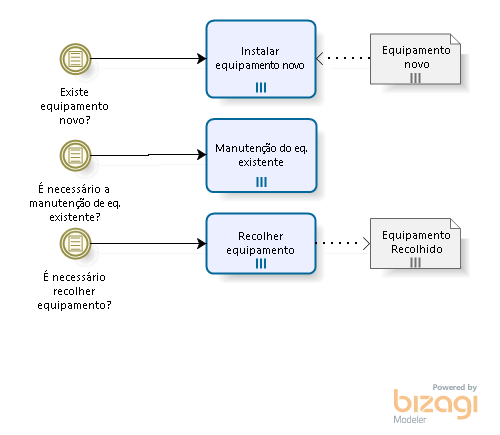 Instalar
equipamento novo
Equipamento
novo
Existe
equipamento
novo?
Manutenção do eq.
existente
É necessário a
manutenção de eq.
existente?
Recolher
equipamento
Equipamento
Recolhido
É necessário
recolher
equipamento?
Powered by
bizagi
Modeler